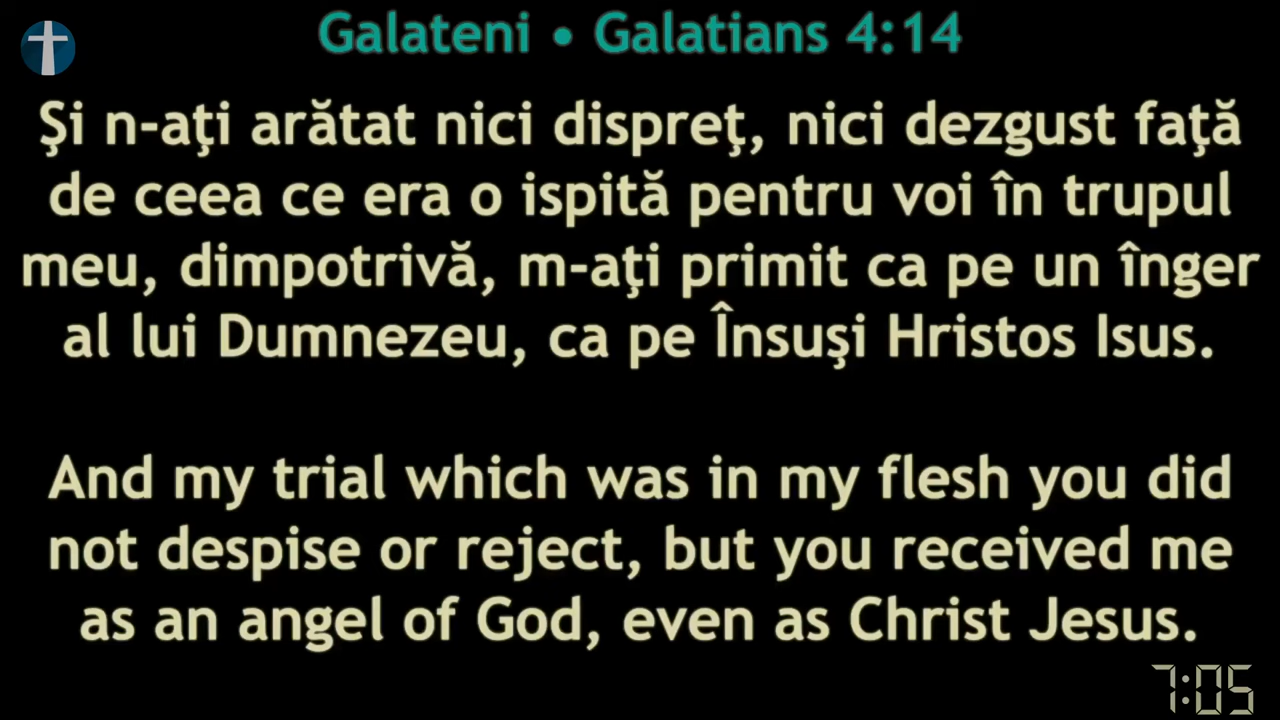 Galateni • Galatians 4:14
Şi n-aţi arătat nici dispreţ, nici dezgust faţă
de ceea ce era o ispită pentru voi în trupul
meu, dimpotrivă, m-aţi primit ca pe un înger
al lui Dumnezeu, ca pe Însuşi Hristos Isus.
And my trial which was in my flesh you did
not despise or reject, but you received me
as an angel of God, even as Christ Jesus.
7:05